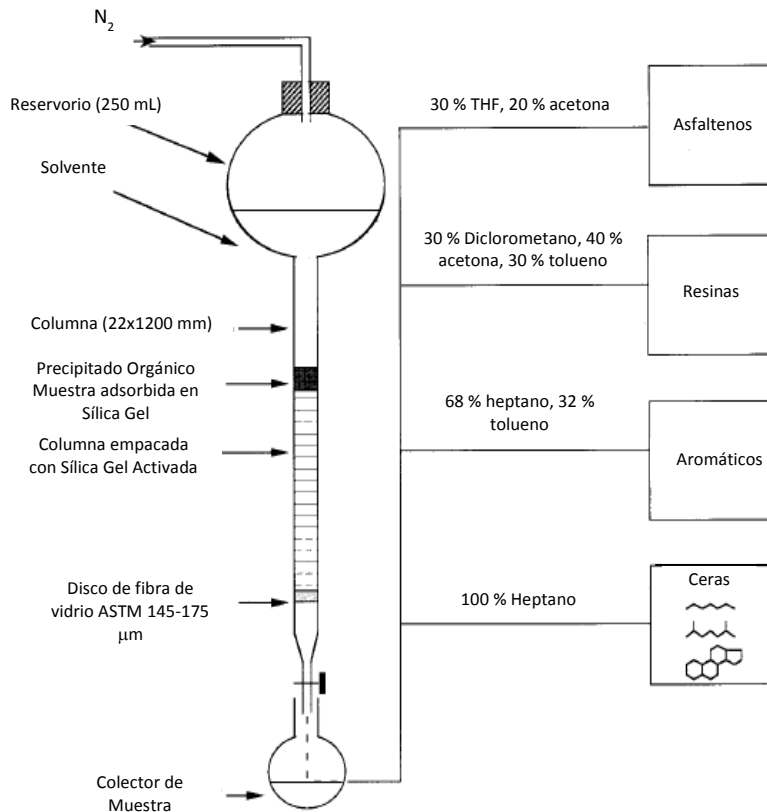 N2
Reservorio (250 mL)
Solvente
Columna (22x1200 mm)
Precipitado Orgánico
Muestra adsorbida en
Sílica Gel
Columna empacada
con Sílica Gel Activada
Disco de fibra de
vidrio ASTM 145-175
μm
Colector de
Muestra
30 % THF, 20 % acetona
Asfaltenos
30 % Diclorometano, 40 %
acetona, 30 % tolueno
Resinas
68 % heptano, 32 %
tolueno
Aromáticos
100 % Heptano
Ceras